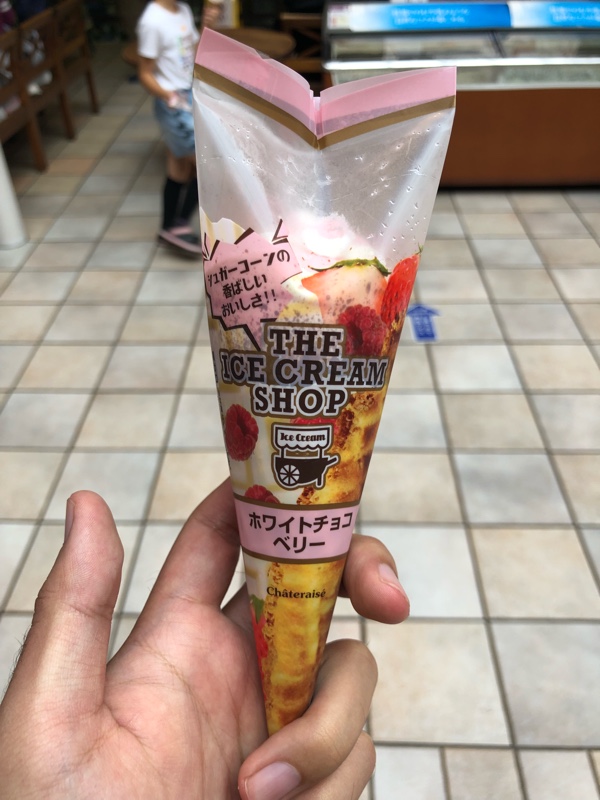 シュガーコーンの
香ばしい
おいしさ!!
THE
ICE CREAM
SHOP
Ice Cream
ホワイトチョコ
ベリー
Châteraisé